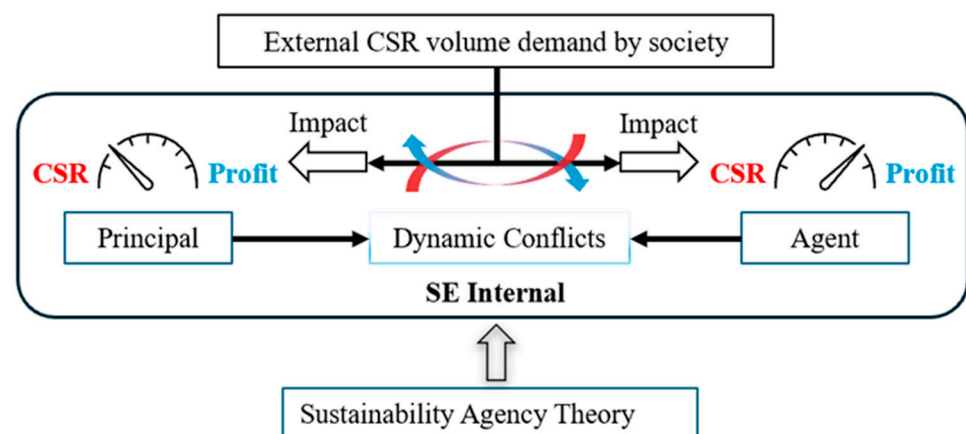 External CSR volume demand by society
Impact
Impact
CSR
Profit
CSR
Profit
Principal
Dynamic Conflicts
Agent
SE Internal
Sustainability Agency Theory